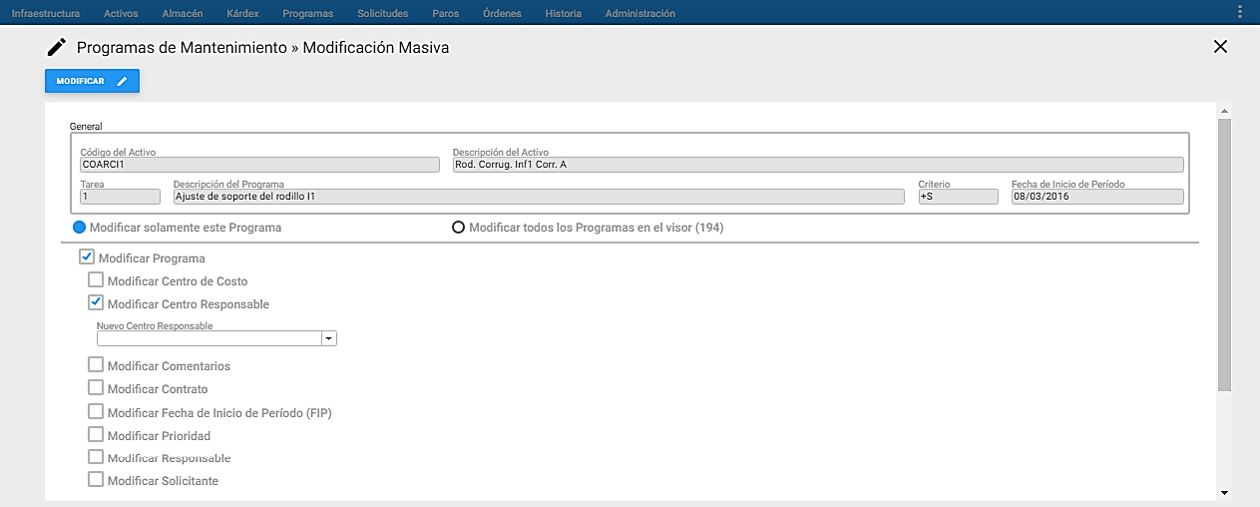 Infraestructura Activos Almacén Kárdex Programas Solicitudes Paros Órdenes Historia Administración
Programas de Mantenimiento » Modificación Masiva
MODIFICAR
General
Código del Activo Descripción del Activo
COARCI1 Rod. Corrug. Inf1 Corr. A
Tarea Descripción del Programa Criterio Fecha de Inicio de Período
1 Ajuste de soporte del rodillo I1 +S 08/03/2016
Modificar solamente este Programa Modificar todos los Programas en el visor (194)
Modificar Programa
Modificar Centro de Costo
Modificar Centro Responsable
Nuevo Centro Responsable
Modificar Comentarios
Modificar Contrato
Modificar Fecha de Inicio de Período (FIP)
Modificar Prioridad
Modificar Responsable
Modificar Solicitante